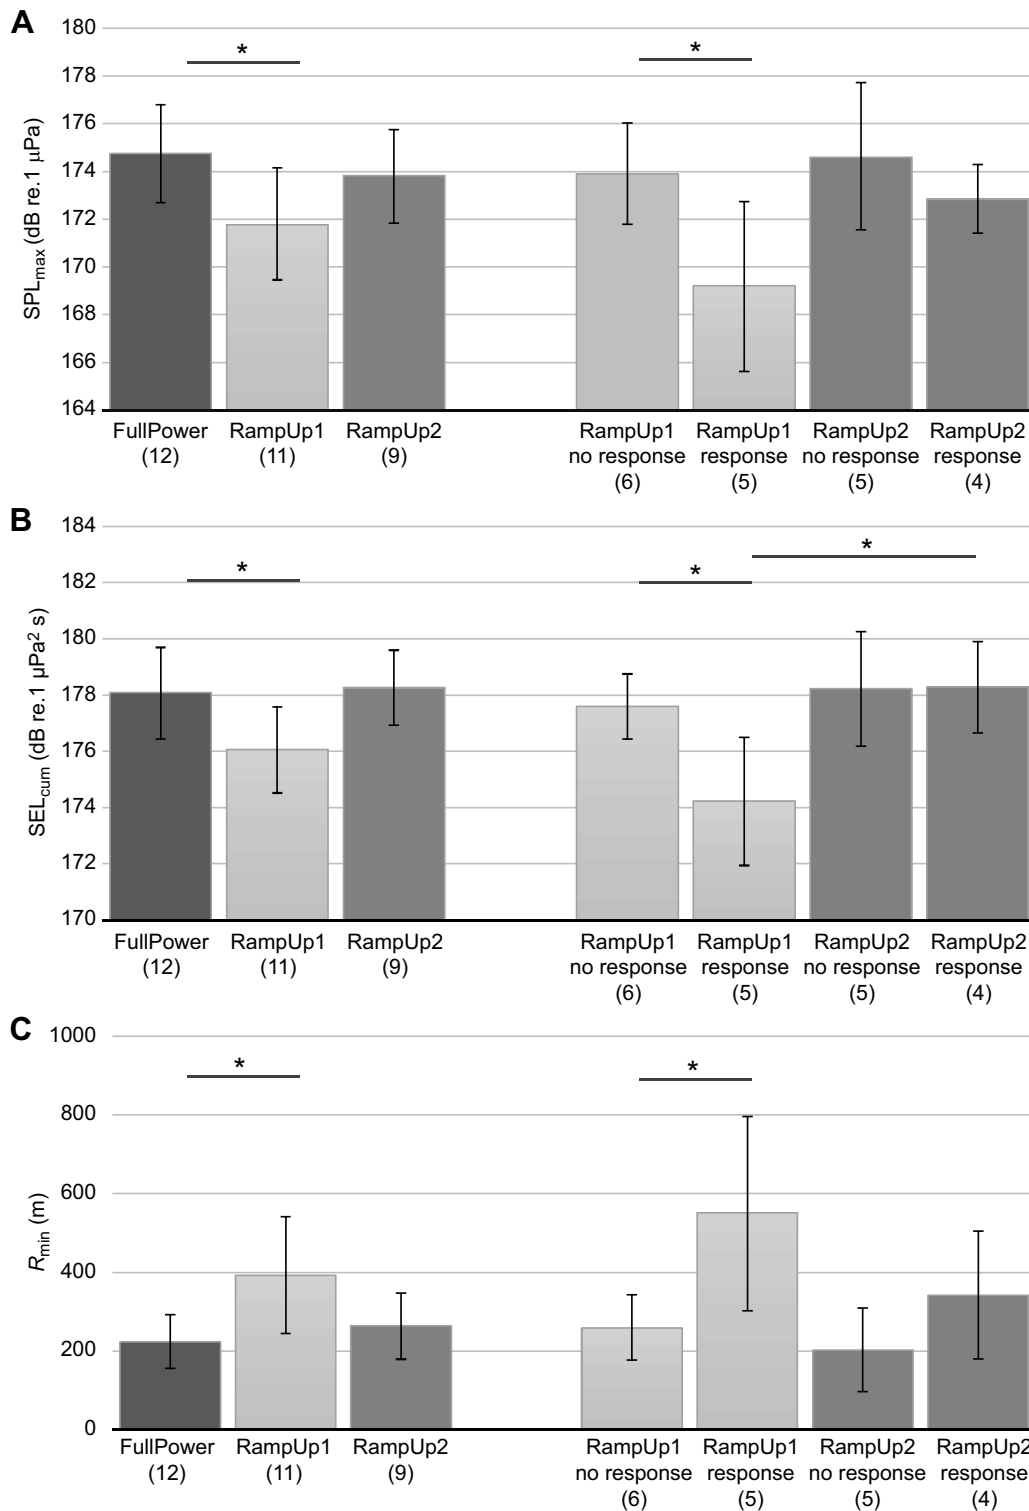 A
180
178
176
174
172
170
168
166
164
SPLmax (dB re.1 μPa)
* *
FullPower (12)
RampUp1 (11)
RampUp2 (9)
RampUp1 no response (6)
RampUp1 response (5)
RampUp2 no response (5)
RampUp2 response (4)
B
184
182
180
178
176
174
172
170
SELcum (dB re.1 μPa² s)
* * *
FullPower (12)
RampUp1 (11)
RampUp2 (9)
RampUp1 no response (6)
RampUp1 response (5)
RampUp2 no response (5)
RampUp2 response (4)
C
1000
800
600
400
200
0
Rmin (m)
* *
FullPower (12)
RampUp1 (11)
RampUp2 (9)
RampUp1 no response (6)
RampUp1 response (5)
RampUp2 no response (5)
RampUp2 response (4)